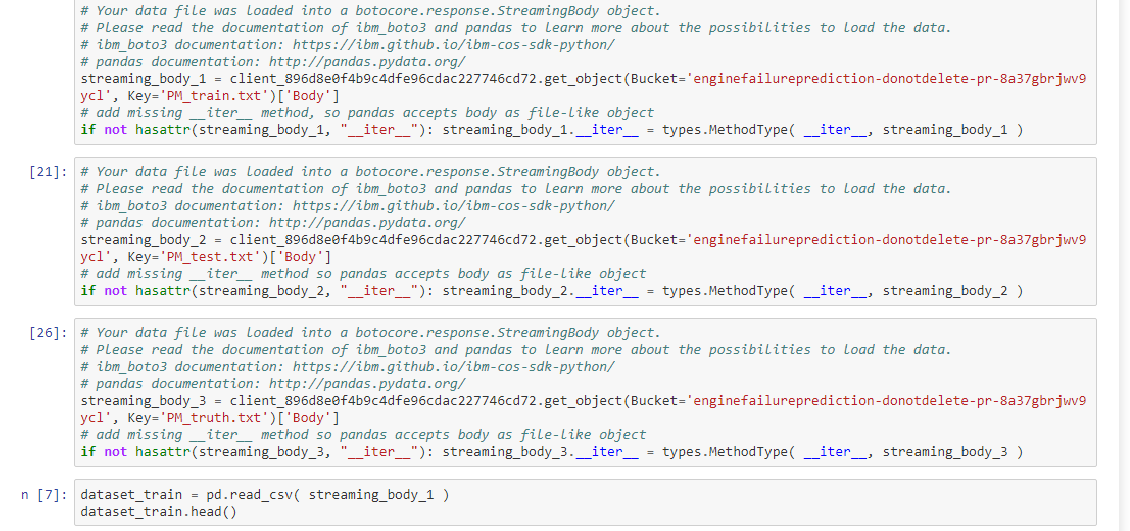 # Your data file was loaded into a botocore.response.StreamingBody object.
# Please read the documentation of ibm_boto3 and pandas to learn more about the possibilities to load the data.
# ibm_boto3 documentation: https://ibm.github.io/ibm-cos-sdk-python/
# pandas documentation: http://pandas.pydata.org/
streaming_body_1 = client_896d8e0f4b9c4dfe96cdac227746cd72.get_object(Bucket='enginefailureprediction-donotdelete-pr-8a37gbrjwv9
ycl', Key='PM_train.txt')['Body']
# add missing __iter__ method, so pandas accepts body as file-like object
if not hasattr(streaming_body_1, "__iter__"): streaming_body_1.__iter__ = types.MethodType( __iter__, streaming_body_1 )
[21]: # Your data file was loaded into a botocore.response.StreamingBody object.
# Please read the documentation of ibm_boto3 and pandas to learn more about the possibilities to load the data.
# ibm_boto3 documentation: https://ibm.github.io/ibm-cos-sdk-python/
# pandas documentation: http://pandas.pydata.org/
streaming_body_2 = client_896d8e0f4b9c4dfe96cdac227746cd72.get_object(Bucket='enginefailureprediction-donotdelete-pr-8a37gbrjwv9
ycl', Key='PM_test.txt')['Body']
# add missing __iter__ method so pandas accepts body as file-like object
if not hasattr(streaming_body_2, "__iter__"): streaming_body_2.__iter__ = types.MethodType( __iter__, streaming_body_2 )
[26]: # Your data file was loaded into a botocore.response.StreamingBody object.
# Please read the documentation of ibm_boto3 and pandas to learn more about the possibilities to load the data.
# ibm_boto3 documentation: https://ibm.github.io/ibm-cos-sdk-python/
# pandas documentation: http://pandas.pydata.org/
streaming_body_3 = client_896d8e0f4b9c4dfe96cdac227746cd72.get_object(Bucket='enginefailureprediction-donotdelete-pr-8a37gbrjwv9
ycl', Key='PM_truth.txt')['Body']
# add missing __iter__ method so pandas accepts body as file-like object
if not hasattr(streaming_body_3, "__iter__"): streaming_body_3.__iter__ = types.MethodType( __iter__, streaming_body_3 )
n [7]: dataset_train = pd.read_csv( streaming_body_1 )
dataset_train.head()